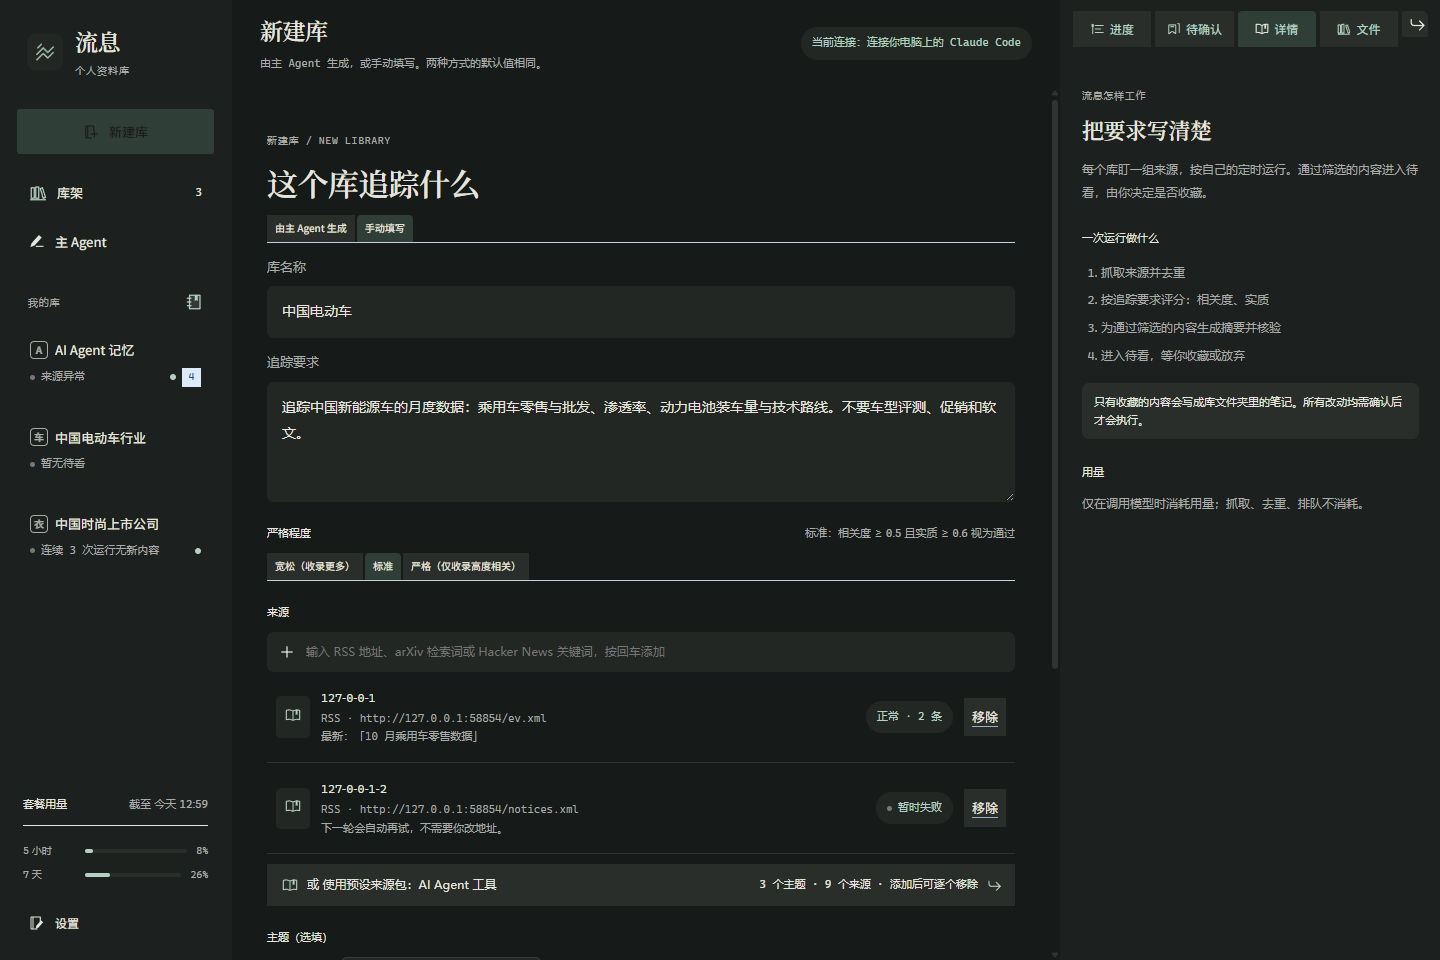 流息
个人资料库
新建库
库架
3
主 Agent
我的库
A
AI Agent 记忆
来源异常
4
车
中国电动车行业
暂无待看
衣
中国时尚上市公司
连续 3 次运行无新内容
套餐用量
截至 今天 12:59
5 小时
8%
7 天
26%
设置
新建库
由主 Agent 生成，或手动填写。两种方式的默认值相同。
当前连接：连接你电脑上的 Claude Code
新建库 / NEW LIBRARY
这个库追踪什么
由主 Agent 生成
手动填写
库名称
中国电动车
追踪要求
追踪中国新能源车的月度数据：乘用车零售与批发、渗透率、动力电池装车量与技术路线。不要车型评测、促销和软
文。
严格程度
标准：相关度 ≥ 0.5 且实质 ≥ 0.6 视为通过
宽松（收录更多）
标准
严格（仅收录高度相关）
来源
输入 RSS 地址、arXiv 检索词或 Hacker News 关键词，按回车添加
127-0-0-1
RSS · http://127.0.0.1:58854/ev.xml
最新：「10 月乘用车零售数据」
正常 · 2 条
移除
127-0-0-1-2
RSS · http://127.0.0.1:58854/notices.xml
下一轮会自动再试，不需要你改地址。
暂时失败
移除
或 使用预设来源包：AI Agent 工具
3 个主题 · 9 个来源 · 添加后可逐个移除
主题（选填）
进度
待确认
详情
文件
流息怎样工作
把要求写清楚
每个库盯一组来源，按自己的定时运行。通过筛选的内容进入待
看，由你决定是否收藏。
一次运行做什么
1. 抓取来源并去重
2. 按追踪要求评分：相关度、实质
3. 为通过筛选的内容生成摘要并核验
4. 进入待看，等你收藏或放弃
只有收藏的内容会写成库文件夹里的笔记。所有改动均需确认后
才会执行。
用量
仅在调用模型时消耗用量；抓取、去重、排队不消耗。